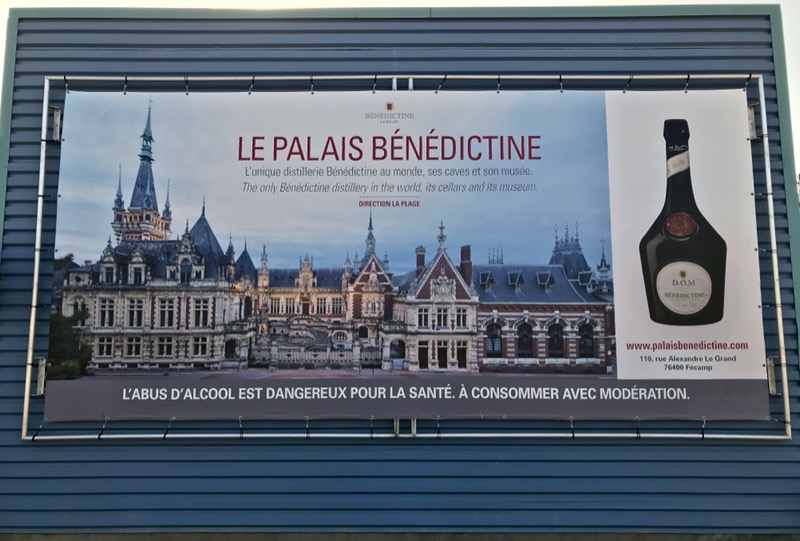 BÉNÉDICTINE
LE PALAIS
LE PALAIS BÉNÉDICTINE
L'unique distillerie Bénédictine au monde, ses caves et son musée.
The only Bénédictine distillery in the world, its cellars and its museum.
DIRECTION LA PLAGE
D.O.M
BÉNÉDICTINE
www.palaisbenedictine.com
110, rue Alexandre Le Grand
76400 Fécamp
L'ABUS D'ALCOOL EST DANGEREUX POUR LA SANTÉ. À CONSOMMER AVEC MODÉRATION.